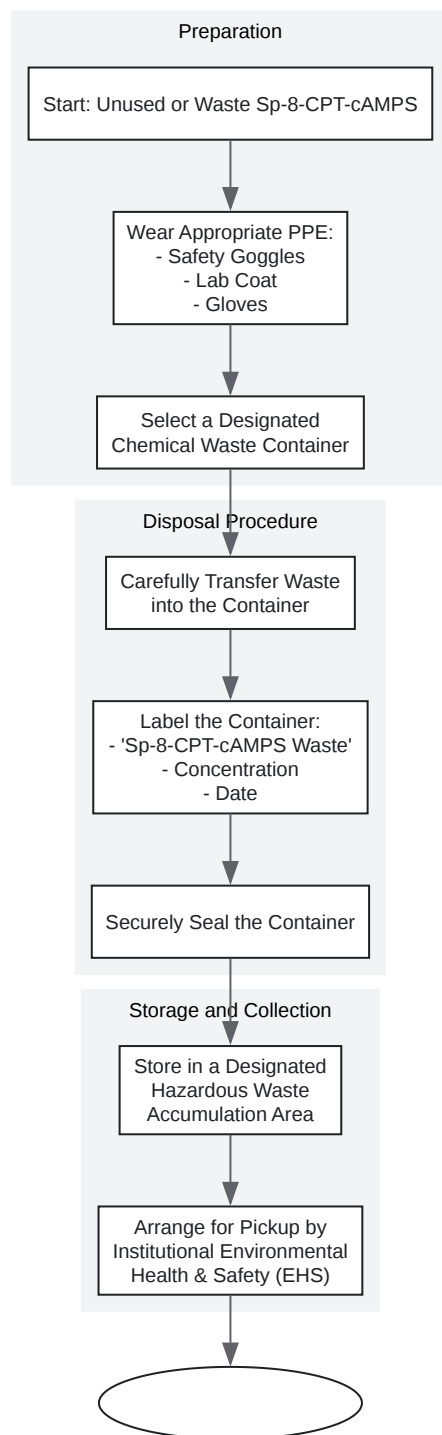 Preparation
Start: Unused or Waste Sp-8-CPT-cAMPS
Wear Appropriate PPE:
- Safety Goggles
- Lab Coat
- Gloves
Select a Designated
Chemical Waste Container
Disposal Procedure
Carefully Transfer Waste
into the Container
Label the Container:
- 'Sp-8-CPT-cAMPS Waste'
- Concentration
- Date
Securely Seal the Container
Storage and Collection
Store in a Designated
Hazardous Waste
Accumulation Area
Arrange for Pickup by
Institutional Environmental
Health & Safety (EHS)